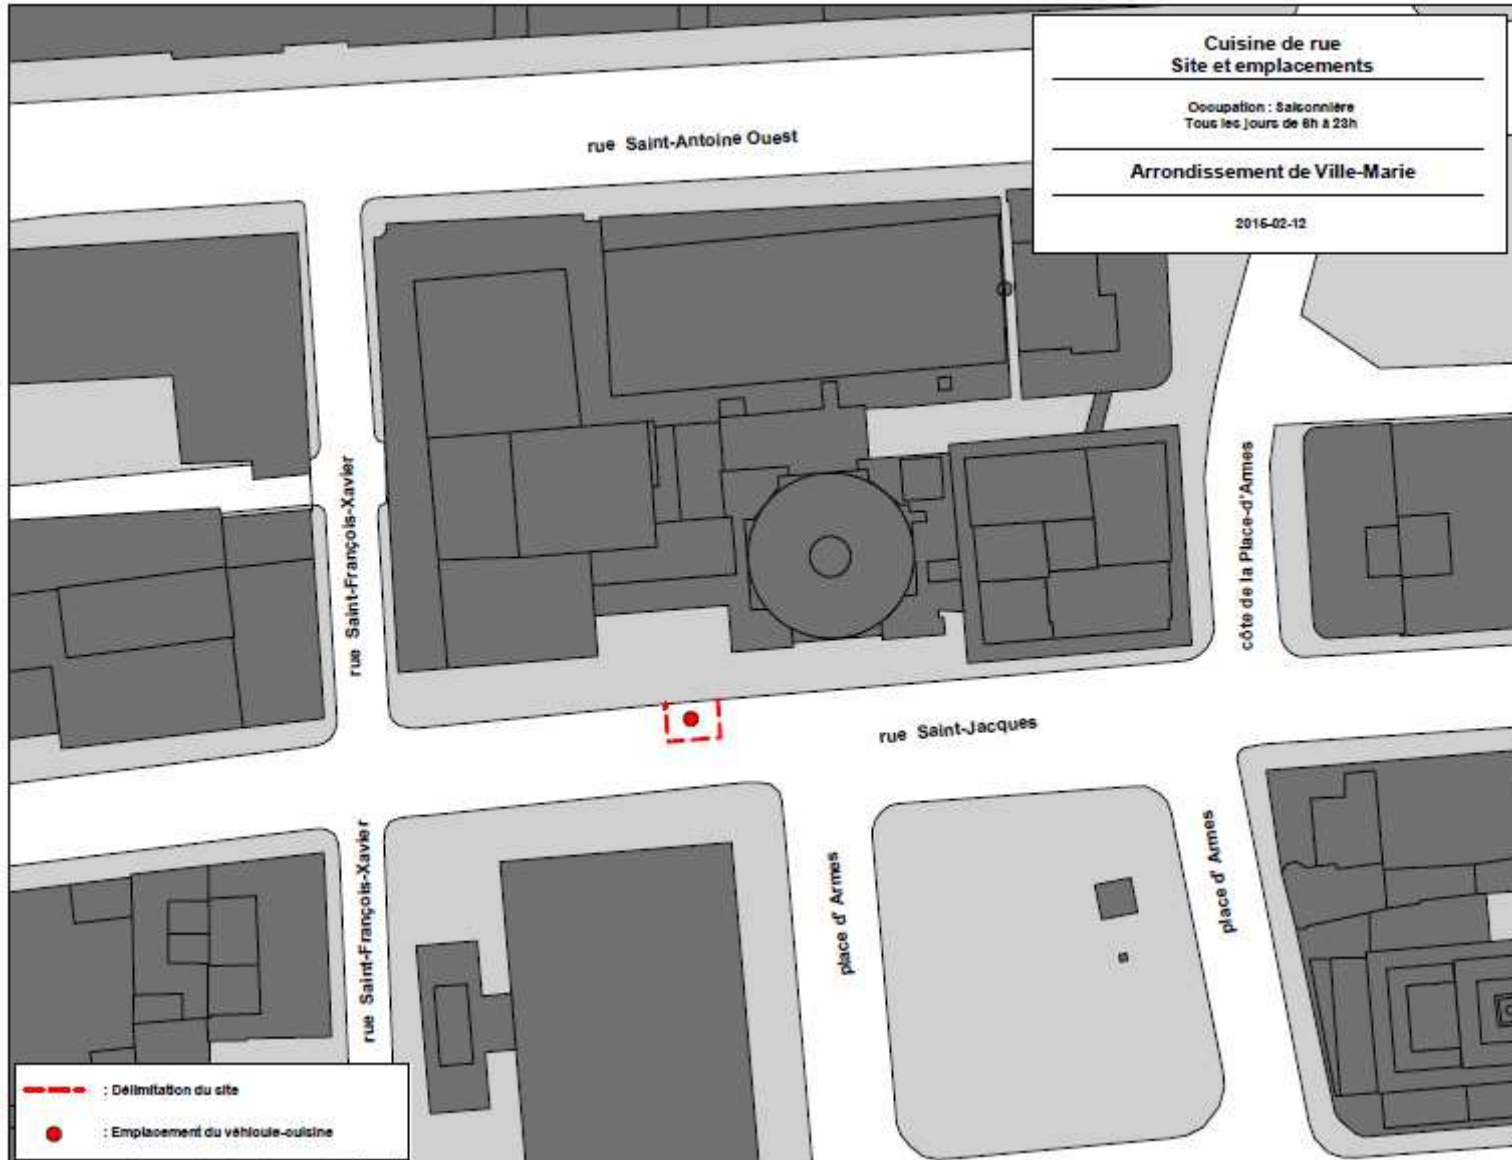 Cuisine de rue
Site et emplacements
Occupation : Saisonnière
Tous les jours de 6h à 23h
Arrondissement de Ville-Marie
2015-02-12
rue Saint-Antoine Ouest
rue Saint-François-Xavier
côte de la Place-d'Armes
rue Saint-Jacques
rue Saint-François-Xavier
place d' Armes
place d' Armes
: Délimitation du site
: Emplacement du véhicule-cuisine